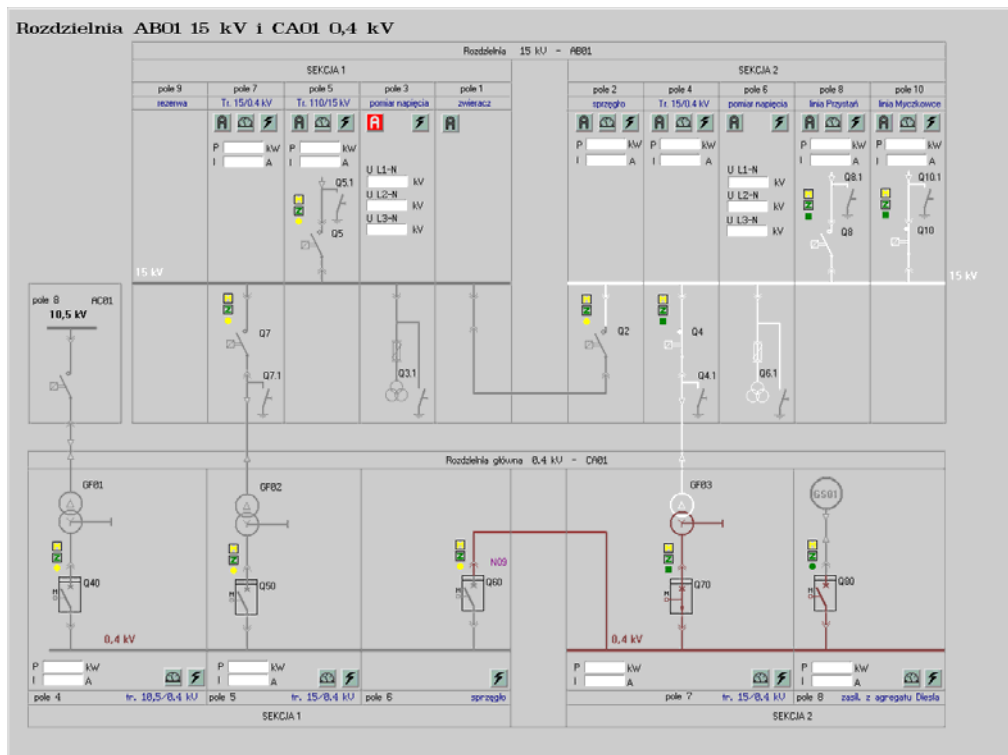 Rozdzielnia AB01 15 kV i CA01 0,4 kV
Rozdzielnia 15 kV - AB01
SEKCJA 1
SEKCJA 2
pole 9
pole 7
pole 5
pole 3
pole 1
pole 2
pole 4
pole 6
pole 8
pole 10
rezerwa
Tr. 15/0.4 kV
Tr. 110/15 kV
pomiar napięcia
zwieracz
sprzęgło
Tr. 15/0.4 kV
pomiar napięcia
linia Przystań
linia Myczkowce
A
A
A
A
A
A
A
A
A
P kW
I A
P kW
I A
P kW
I A
P kW
I A
P kW
I A
P kW
I A
U L1-N kV
U L2-N kV
U L3-N kV
U L1-N kV
U L2-N kV
U L3-N kV
Q5.1
Z
Q5
Q8.1
Z
Q8
Q10.1
Z
Q10
15 kV
15 kV
pole 8 AC01
10,5 kV
Z
Q7
Q7.1
Q3.1
Z
Q2
Z
Q4
Q4.1
Q6.1
Rozdzielnia główna 0.4 kV - CA01
GF01
GF02
GF03
GS01
Z
Q40
M
Z
Q50
M
Z
N09
Q60
M
Z
Q70
M
Z
Q80
M
0,4 kV
0,4 kV
P kW
I A
P kW
I A
P kW
I A
P kW
I A
pole 4 tr. 10,5/0.4 kV
pole 5 tr. 15/0.4 kV
pole 6 sprzęgło
pole 7 tr. 15/0.4 kV
pole 8 zasil. z agregatu Diesla
SEKCJA 1
SEKCJA 2